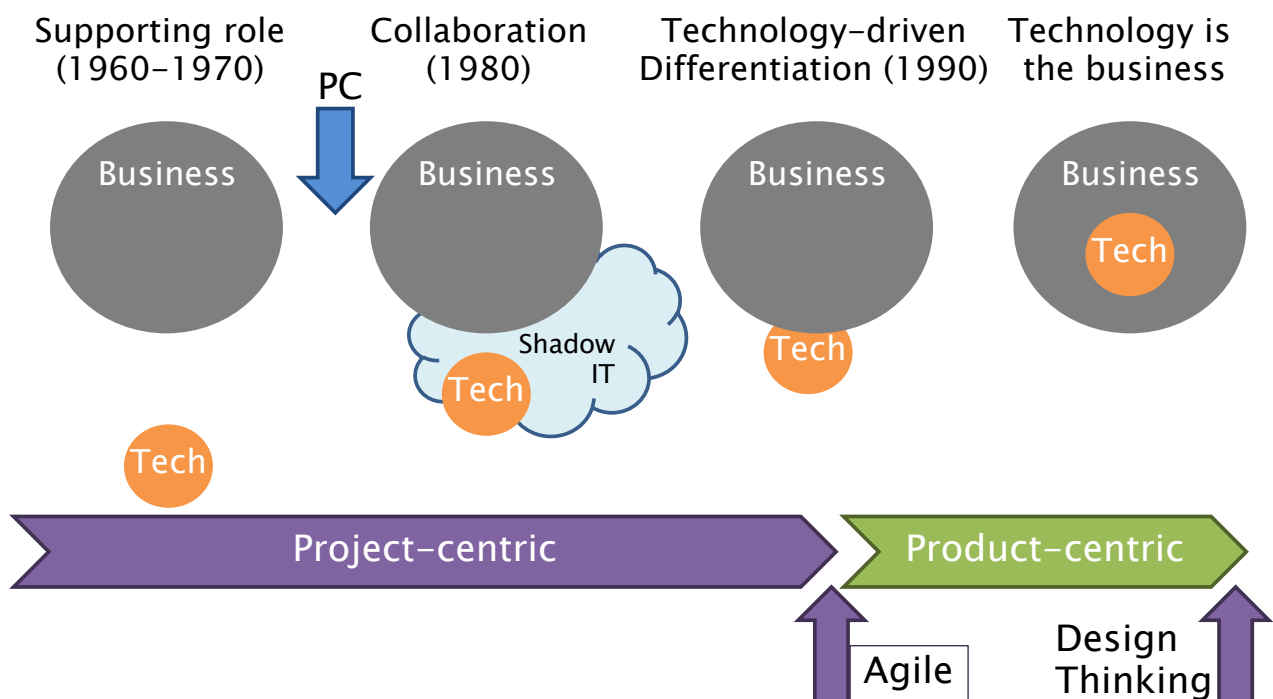 Supporting role
(1960-1970)
PC
Collaboration
(1980)
Technology-driven
Differentiation (1990)
Technology is
the business
Business
Business
Business
Business
Tech
Shadow
IT
Tech
Tech
Tech
Project-centric
Product-centric
Agile
Design
Thinking